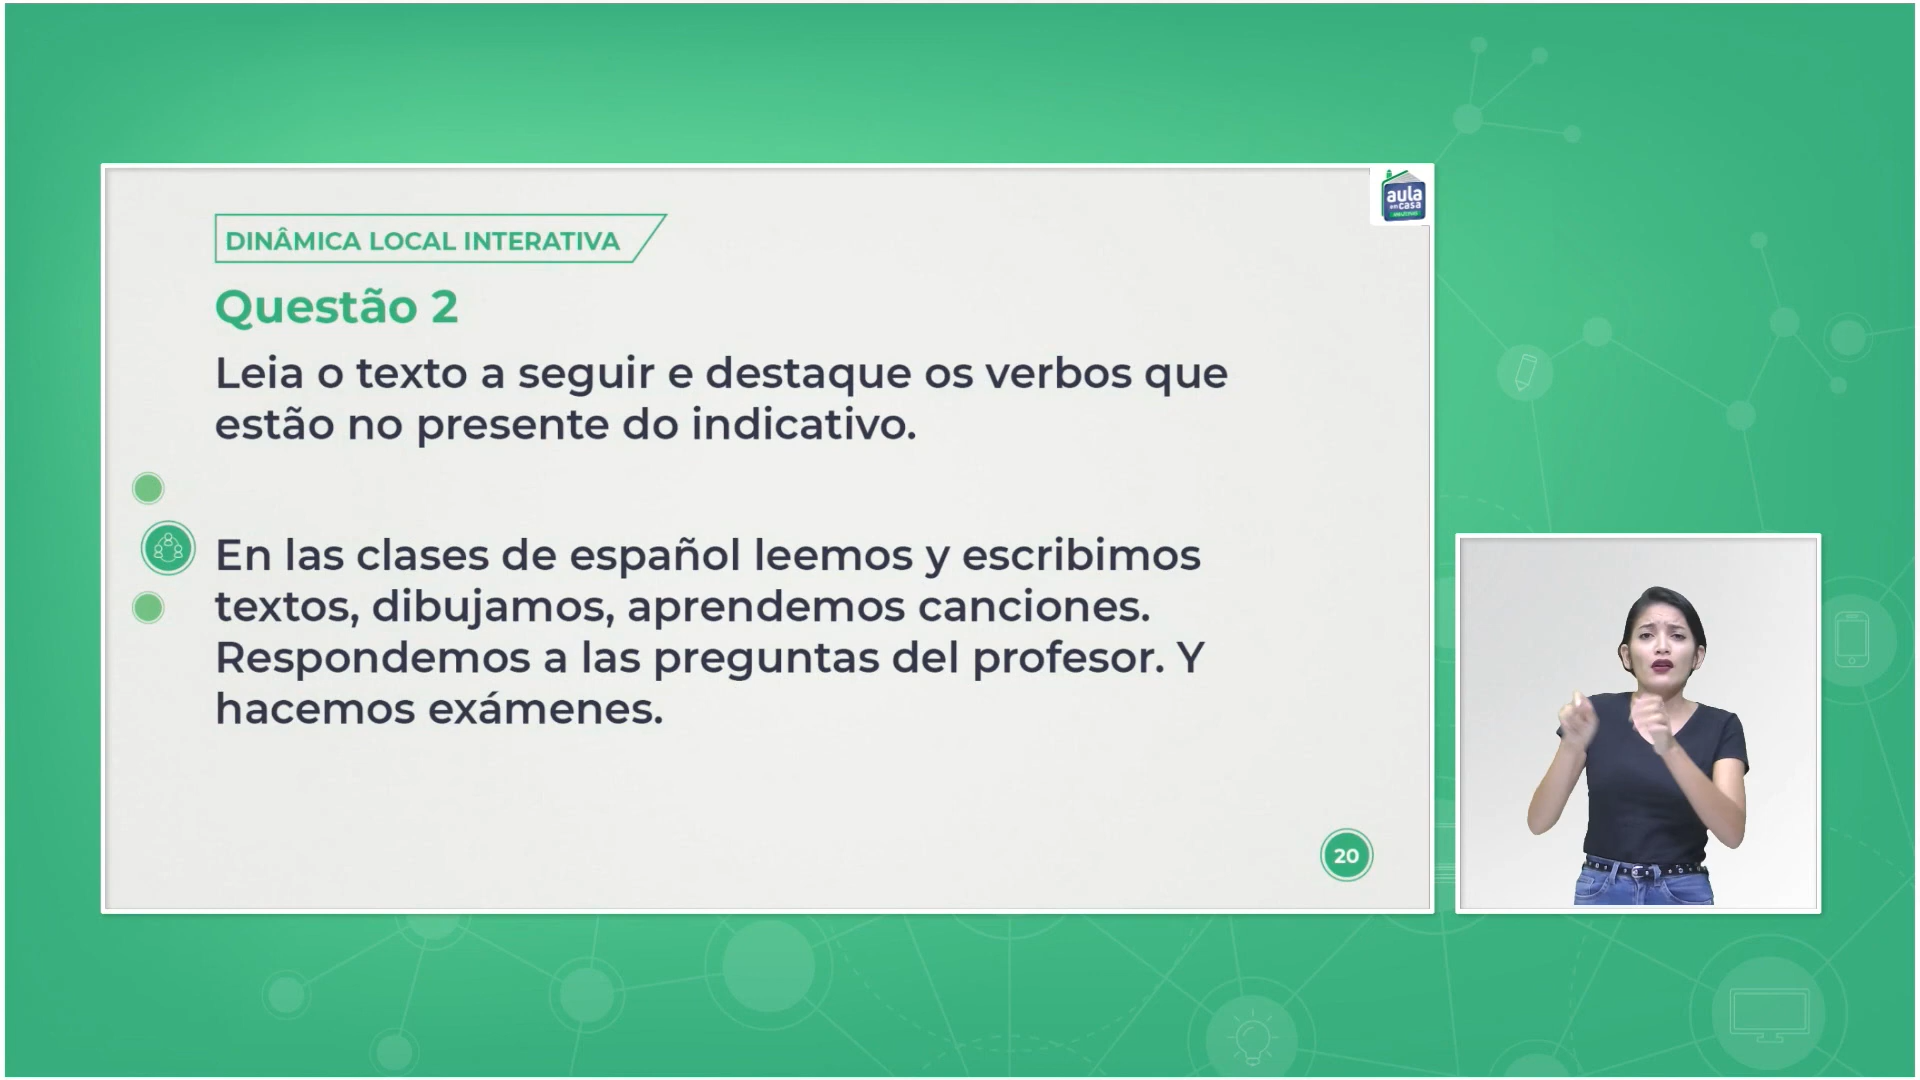 aula
em casa
DINÂMICA LOCAL INTERATIVA
Questão 2
Leia o texto a seguir e destaque os verbos que
estão no presente do indicativo.
En las clases de español leemos y escribimos
textos, dibujamos, aprendemos canciones.
Respondemos a las preguntas del profesor. Y
hacemos exámenes.
20